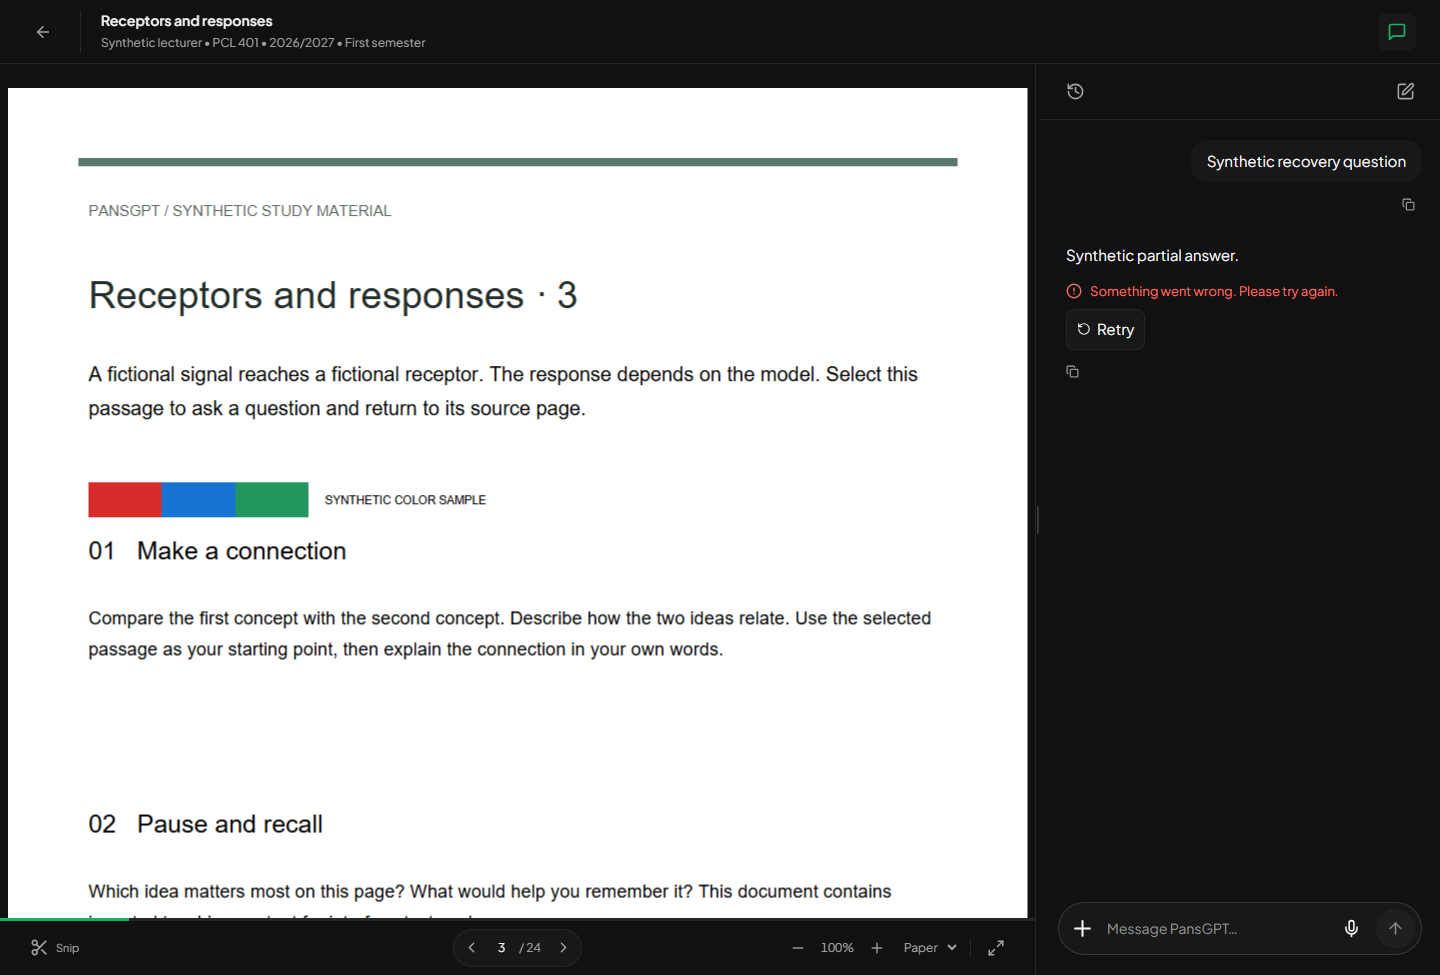 Receptors and responses
Synthetic lecturer • PCL 401 • 2026/2027 • First semester
PANSGPT / SYNTHETIC STUDY MATERIAL
Receptors and responses · 3
A fictional signal reaches a fictional receptor. The response depends on the model. Select this
passage to ask a question and return to its source page.
SYNTHETIC COLOR SAMPLE
01 Make a connection
Compare the first concept with the second concept. Describe how the two ideas relate. Use the selected
passage as your starting point, then explain the connection in your own words.
02 Pause and recall
Which idea matters most on this page? What would help you remember it? This document contains
Snip
3 / 24
100%
Paper
Synthetic recovery question
Synthetic partial answer.
Something went wrong. Please try again.
Retry
Message PansGPT...